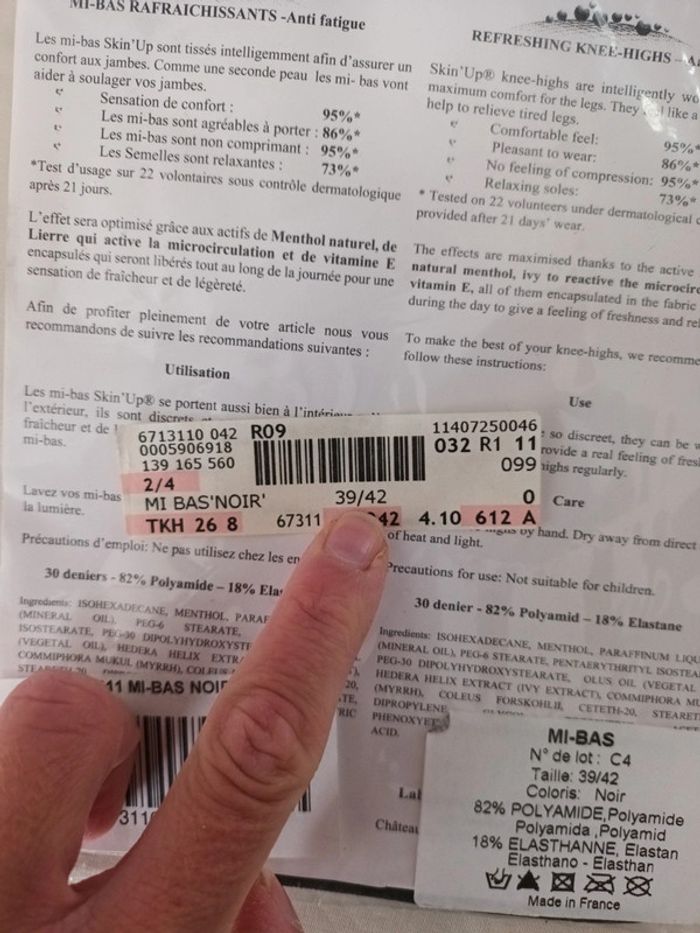 MI-BAS RAFRAICHISSANTS -Anti fatigue
Les mi-bas Skin'Up sont tissés intelligemment afin d'assurer un
confort aux jambes. Comme une seconde peau les mi- bas vont
aider à soulager vos jambes.
Sensation de confort : 95%*
Les mi-bas sont agréables à porter : 86%*
Les mi-bas sont non comprimant : 95%*
Les Semelles sont relaxantes : 73%*
*Test d'usage sur 22 volontaires sous contrôle dermatologique
après 21 jours.
L'effet sera optimisé grâce aux actifs de Menthol naturel, de
Lierre qui active la microcirculation et de vitamine E
encapsulés qui seront libérés tout au long de la journée pour une
sensation de fraîcheur et de légèreté.
Afin de profiter pleinement de votre article nous vous
recommandons de suivre les recommandations suivantes :
Utilisation
Les mi-bas Skin'Up® se portent aussi bien à l'intérieur
l'extérieur, ils sont discrets
fraîcheur et de
mi-bas.
Lavez vos mi-bas
la lumière.
Précautions d'emploi: Ne pas utilisez chez les
30 deniers - 82% Polyamide – 18%
Ingredients: ISOHEXADECANE, MENTHOL,
(MINERAL OIL), PEG-6 STEARATE,
ISOSTEARATE, PEG-30
(VEGETAL OIL), HEDERA HELIX
COMMIPHORA MUKUL (MYRRH),
REFRESHING KNEE-HIGHS
Skin'Up® knee-highs are intelligently
maximum comfort for the legs. They like a
help to relieve tired legs.
Comfortable feel: 95%*
Pleasant to wear: 86%*
No feeling of compression: 95%*
Relaxing soles: 73%*
* Tested on 22 volunteers under dermatological
provided after 21 days' wear.
The effects are maximised thanks to the active
natural menthol, ivy to reactive the
vitamin E, all of them encapsulated in the fabric
during the day to give a feeling of freshness and
To make the best of your knee-highs, we
follow these instructions:
Use
so discreet, they can be
a real feeling of
regularly.
Care
by hand. Dry away from direct
of heat and light.
Precautions for use: Not suitable for children.
30 denier - 82% Polyamid – 18% Elastane
Ingredients: ISOHEXADECANE, MENTHOL, PARAFFINUM
(MINERAL OIL), PEG-6 STEARATE, PENTAERYTHRITYL
PEG-30 DIPOLYHYDROXYSTEARATE, OLUS OIL (VEGETAL
HEDERA HELIX EXTRACT (IVY EXTRACT), COMMIPHORA
(MYRRH), COLEUS FORSKOHLII, CETETH-20,
DIPROPYLENE
ACID.
6713110 042 R09 11407250046
0005906918 032 R1 11
139 165 560 099
2/4
MI BAS'NOIR' 39/42 0
TKH 26 8 67311 42 4.10 612 A
11 MI-BAS
MI-BAS
N° de lot : C4
Taille: 39/42
Coloris: Noir
82% POLYAMIDE,Polyamide
Polyamida ,Polyamid
18% ELASTHANNE, Elastan
Elasthano - Elasthan
Made in France